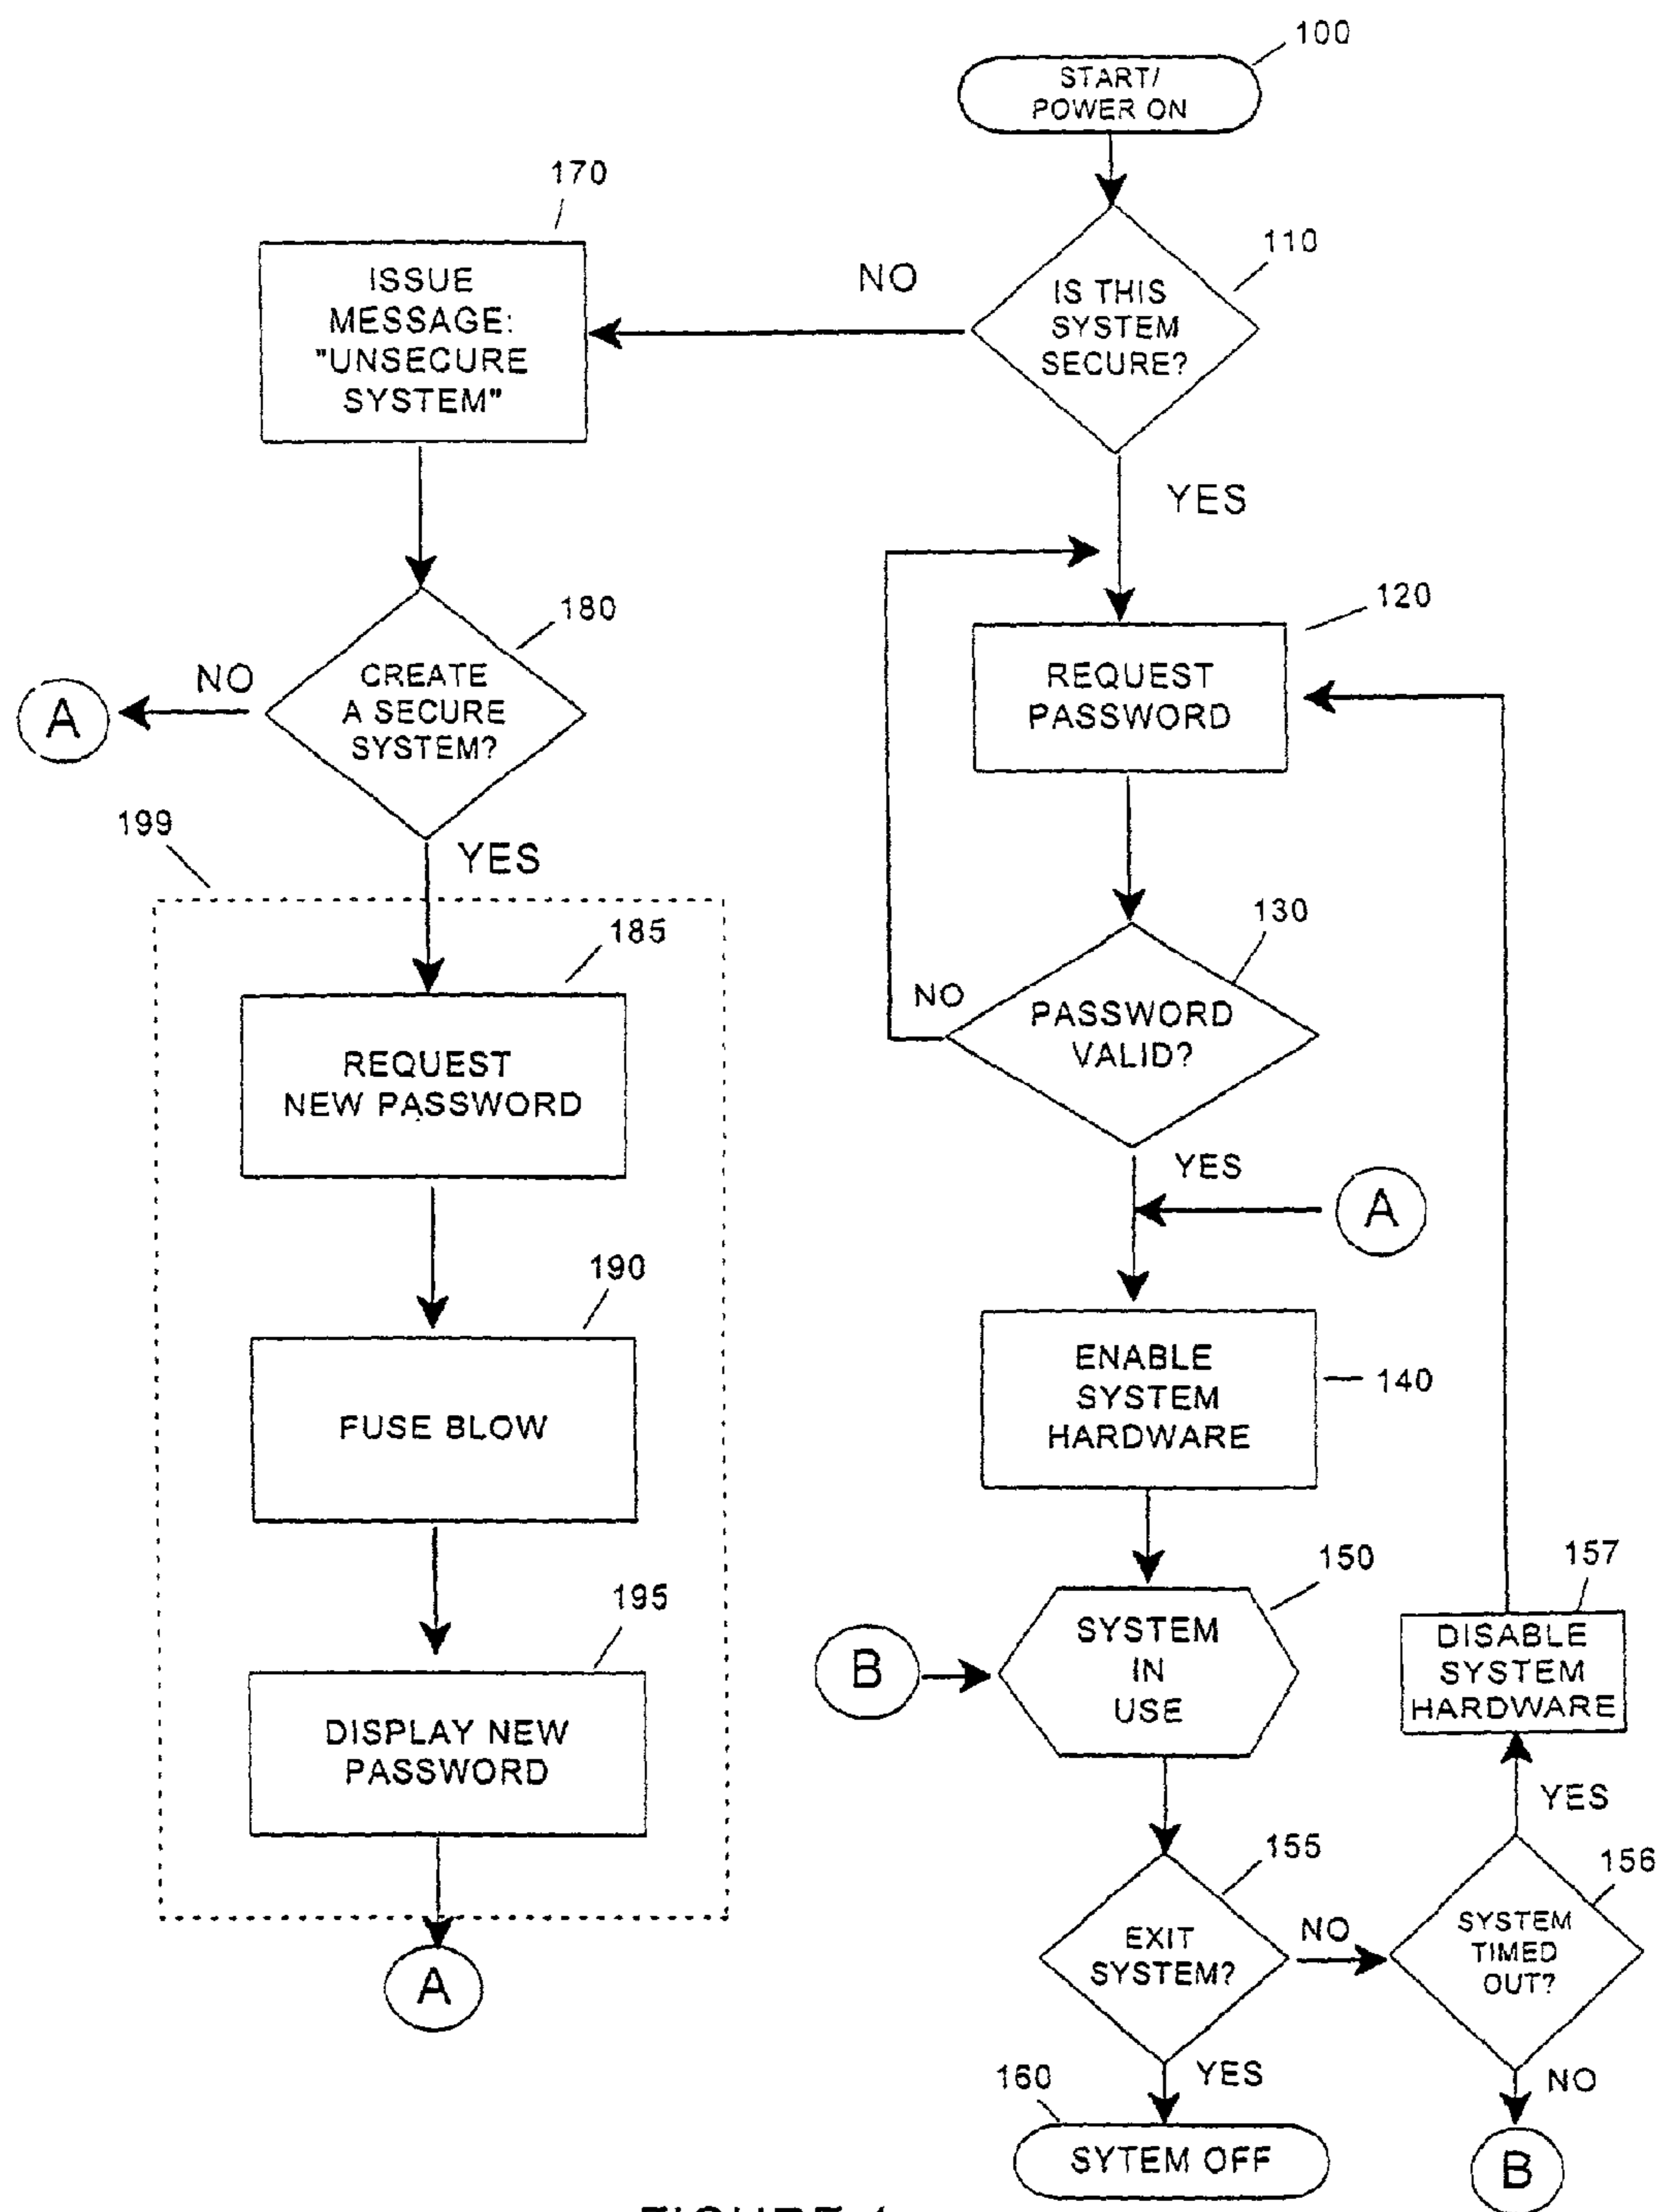 100
START/
POWER ON
170
110
ISSUE
MESSAGE:
"UNSECURE
SYSTEM"
NO
IS THIS
SYSTEM
SECURE?
YES
180
120
CREATE
A SECURE
SYSTEM?
NO
A
REQUEST
PASSWORD
199
YES
185
130
REQUEST
NEW PASSWORD
NO
PASSWORD
VALID?
YES
A
190
FUSE BLOW
ENABLE
SYSTEM
HARDWARE
140
195
150
157
DISPLAY NEW
PASSWORD
B
SYSTEM
IN
USE
DISABLE
SYSTEM
HARDWARE
YES
155
156
A
EXIT
SYSTEM?
NO
SYSTEM
TIMED
OUT?
160
YES
NO
SYTEM OFF
B